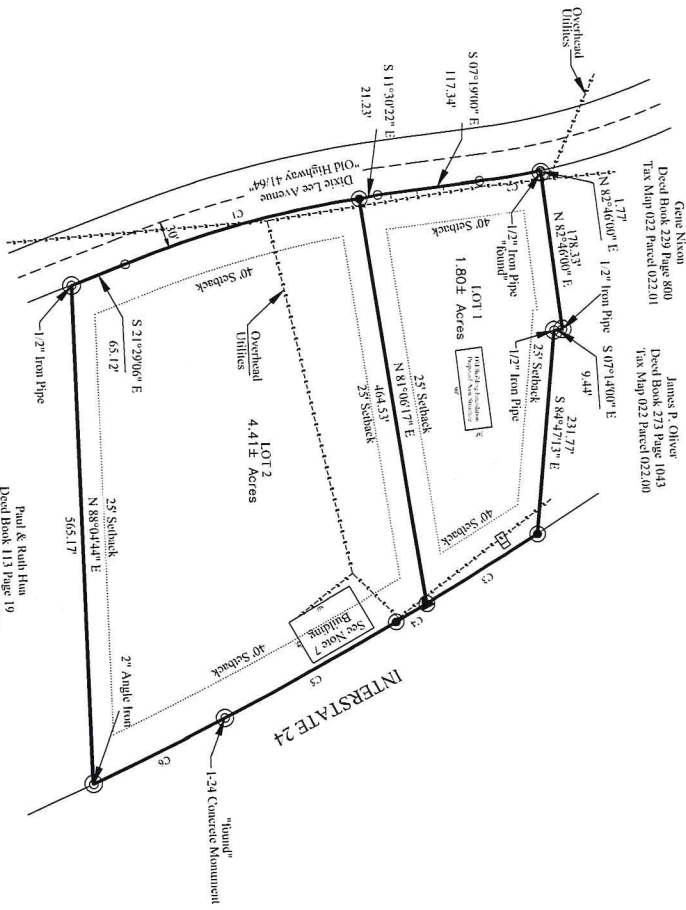 Gene Nixon
Deed Book 229 Page 800
Tax Map 022 Parcel 022.01
James P. Oliver
Deed Book 273 Page 1043
Tax Map 022 Parcel 022.00
Overhead
Utilites
1.77'
N 82°46'00" E
178.33'
N 82°46'00" E
1/2" Iron Pipe
S 07°14'00" E
9.44'
1/2" Iron Pipe
"found"
1/2" Iron Pipe
231.77'
S 84°47'13" E
25' Setback
S 07°19'00" E
117.34'
C2
40' Setback
LOT 1
1.80± Acres
40' Setback
C3
S 11°30'22" E
21.23'
25' Setback
N 81°06'17" E
464.53'
25' Setback
C4
Dixie Lee Avenue
"Old Highway 41/64"
C1
30'
40' Setback
Overhead
Utilites
LOT 2
4.41± Acres
See Note 7
Building
INTERSTATE 24
C5
40' Setback
S 21°29'06" E
65.12'
1/2" Iron Pipe
25' Setback
N 88°04'44" E
565.17'
2" Angle Iron
C6
"found"
I-24 Concrete Monument
Paul & Ruth Hua
Deed Book 113 Page 19